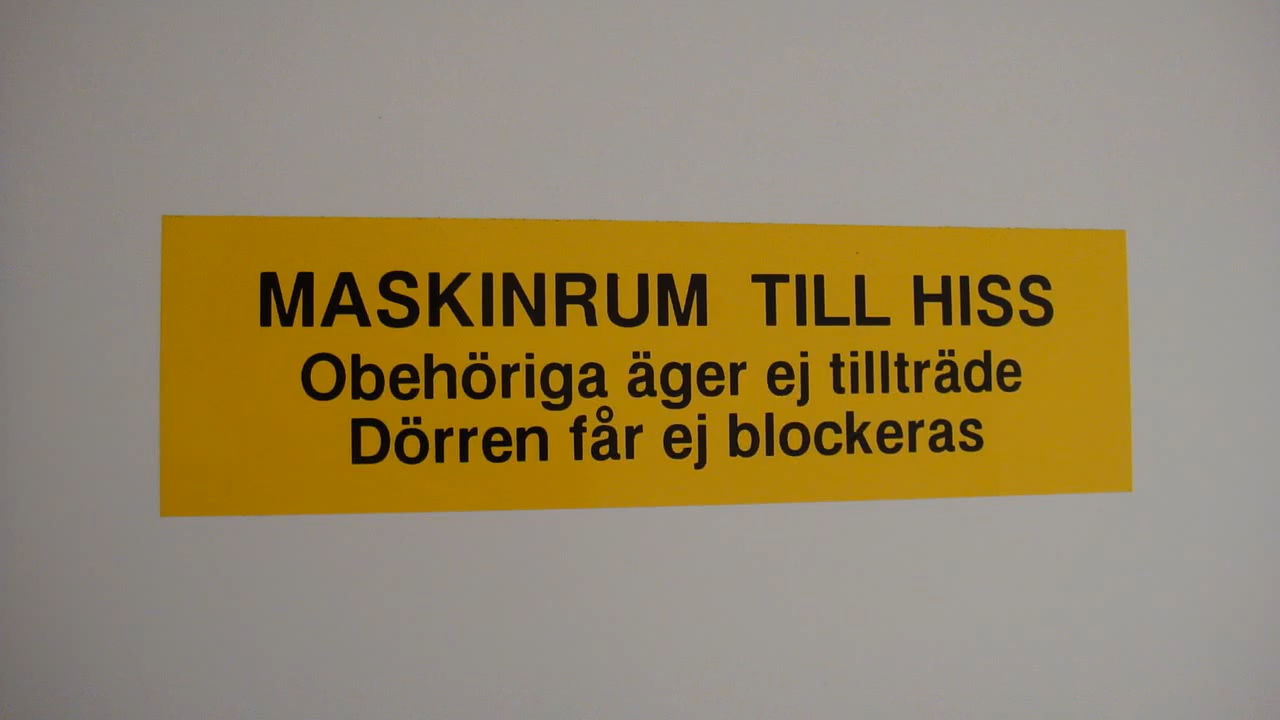 MASKINRUM TILL HISS
Obehöriga äger ej tillträde
Dörren får ej blockeras